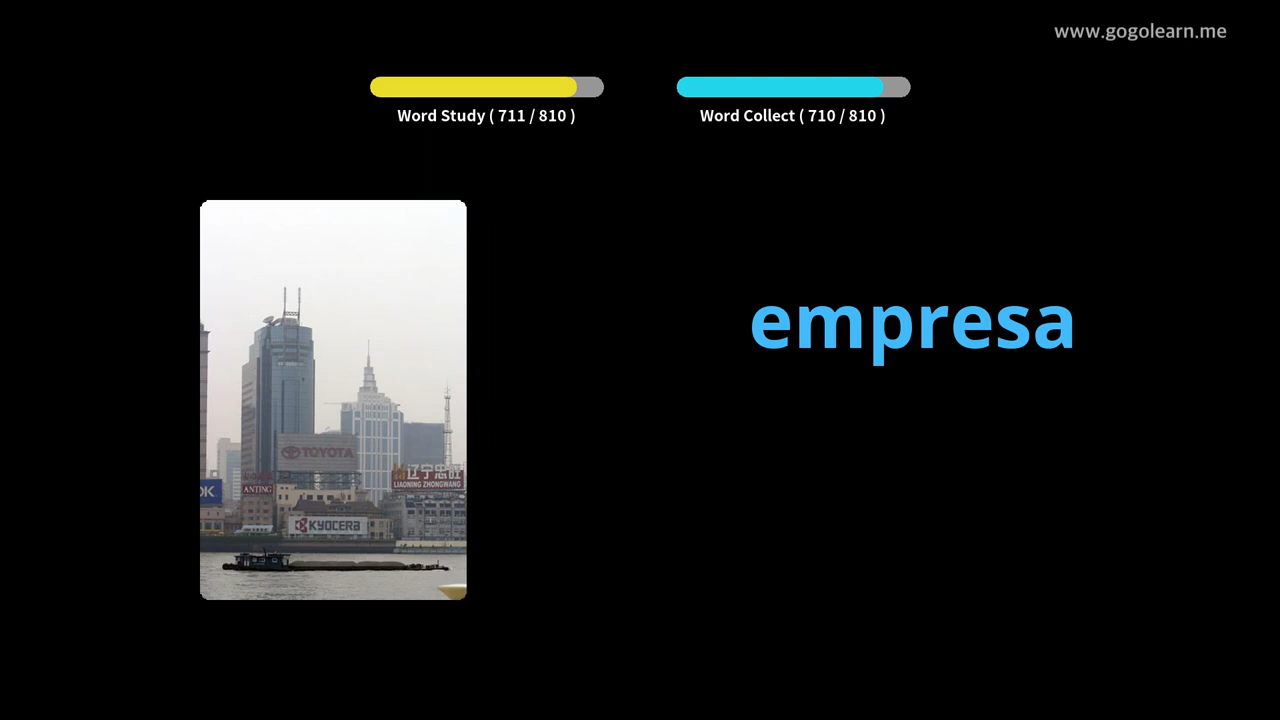 www.gogolearn.me
Word Study ( 711 / 810 )
Word Collect ( 710 / 810 )
empresa
TOYOTA
辽宁忠旺
LIAONING ZHONGWANG
OK
ANTING
KYOCERA